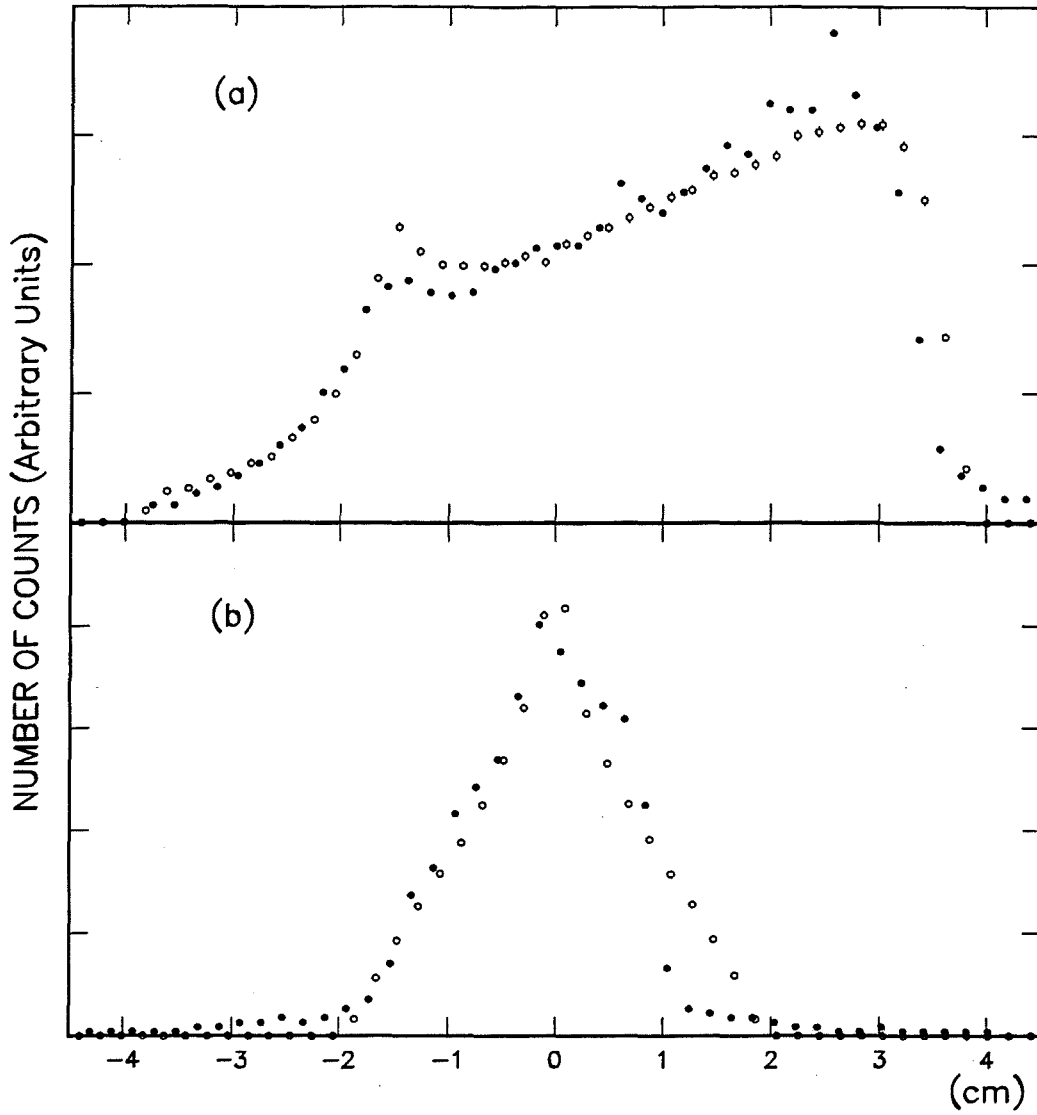 (a)
NUMBER OF COUNTS (Arbitrary Units)
(b)
−4 −3 −2 −1 0 1 2 3 4
(cm)